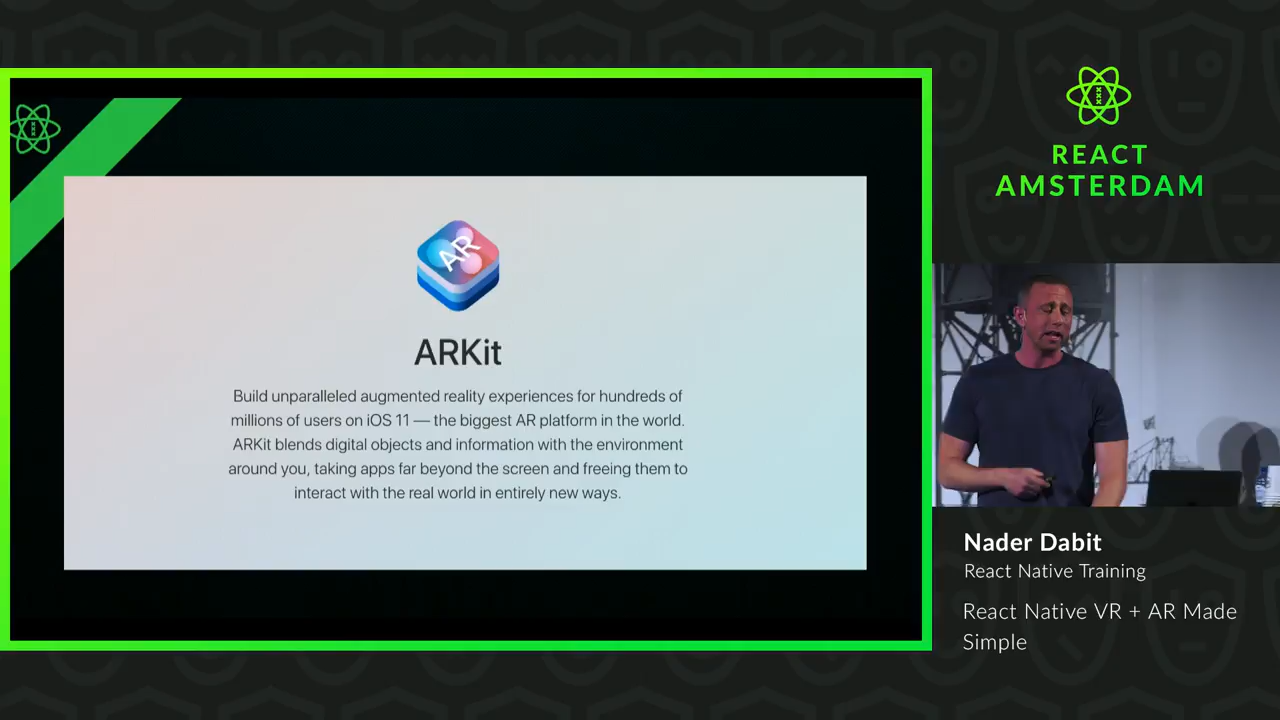 AR
ARKit
Build unparalleled augmented reality experiences for hundreds of
millions of users on iOS 11 — the biggest AR platform in the world.
ARKit blends digital objects and information with the environment
around you, taking apps far beyond the screen and freeing them to
interact with the real world in entirely new ways.
REACT
AMSTERDAM
Nader Dabit
React Native Training
React Native VR + AR Made
Simple